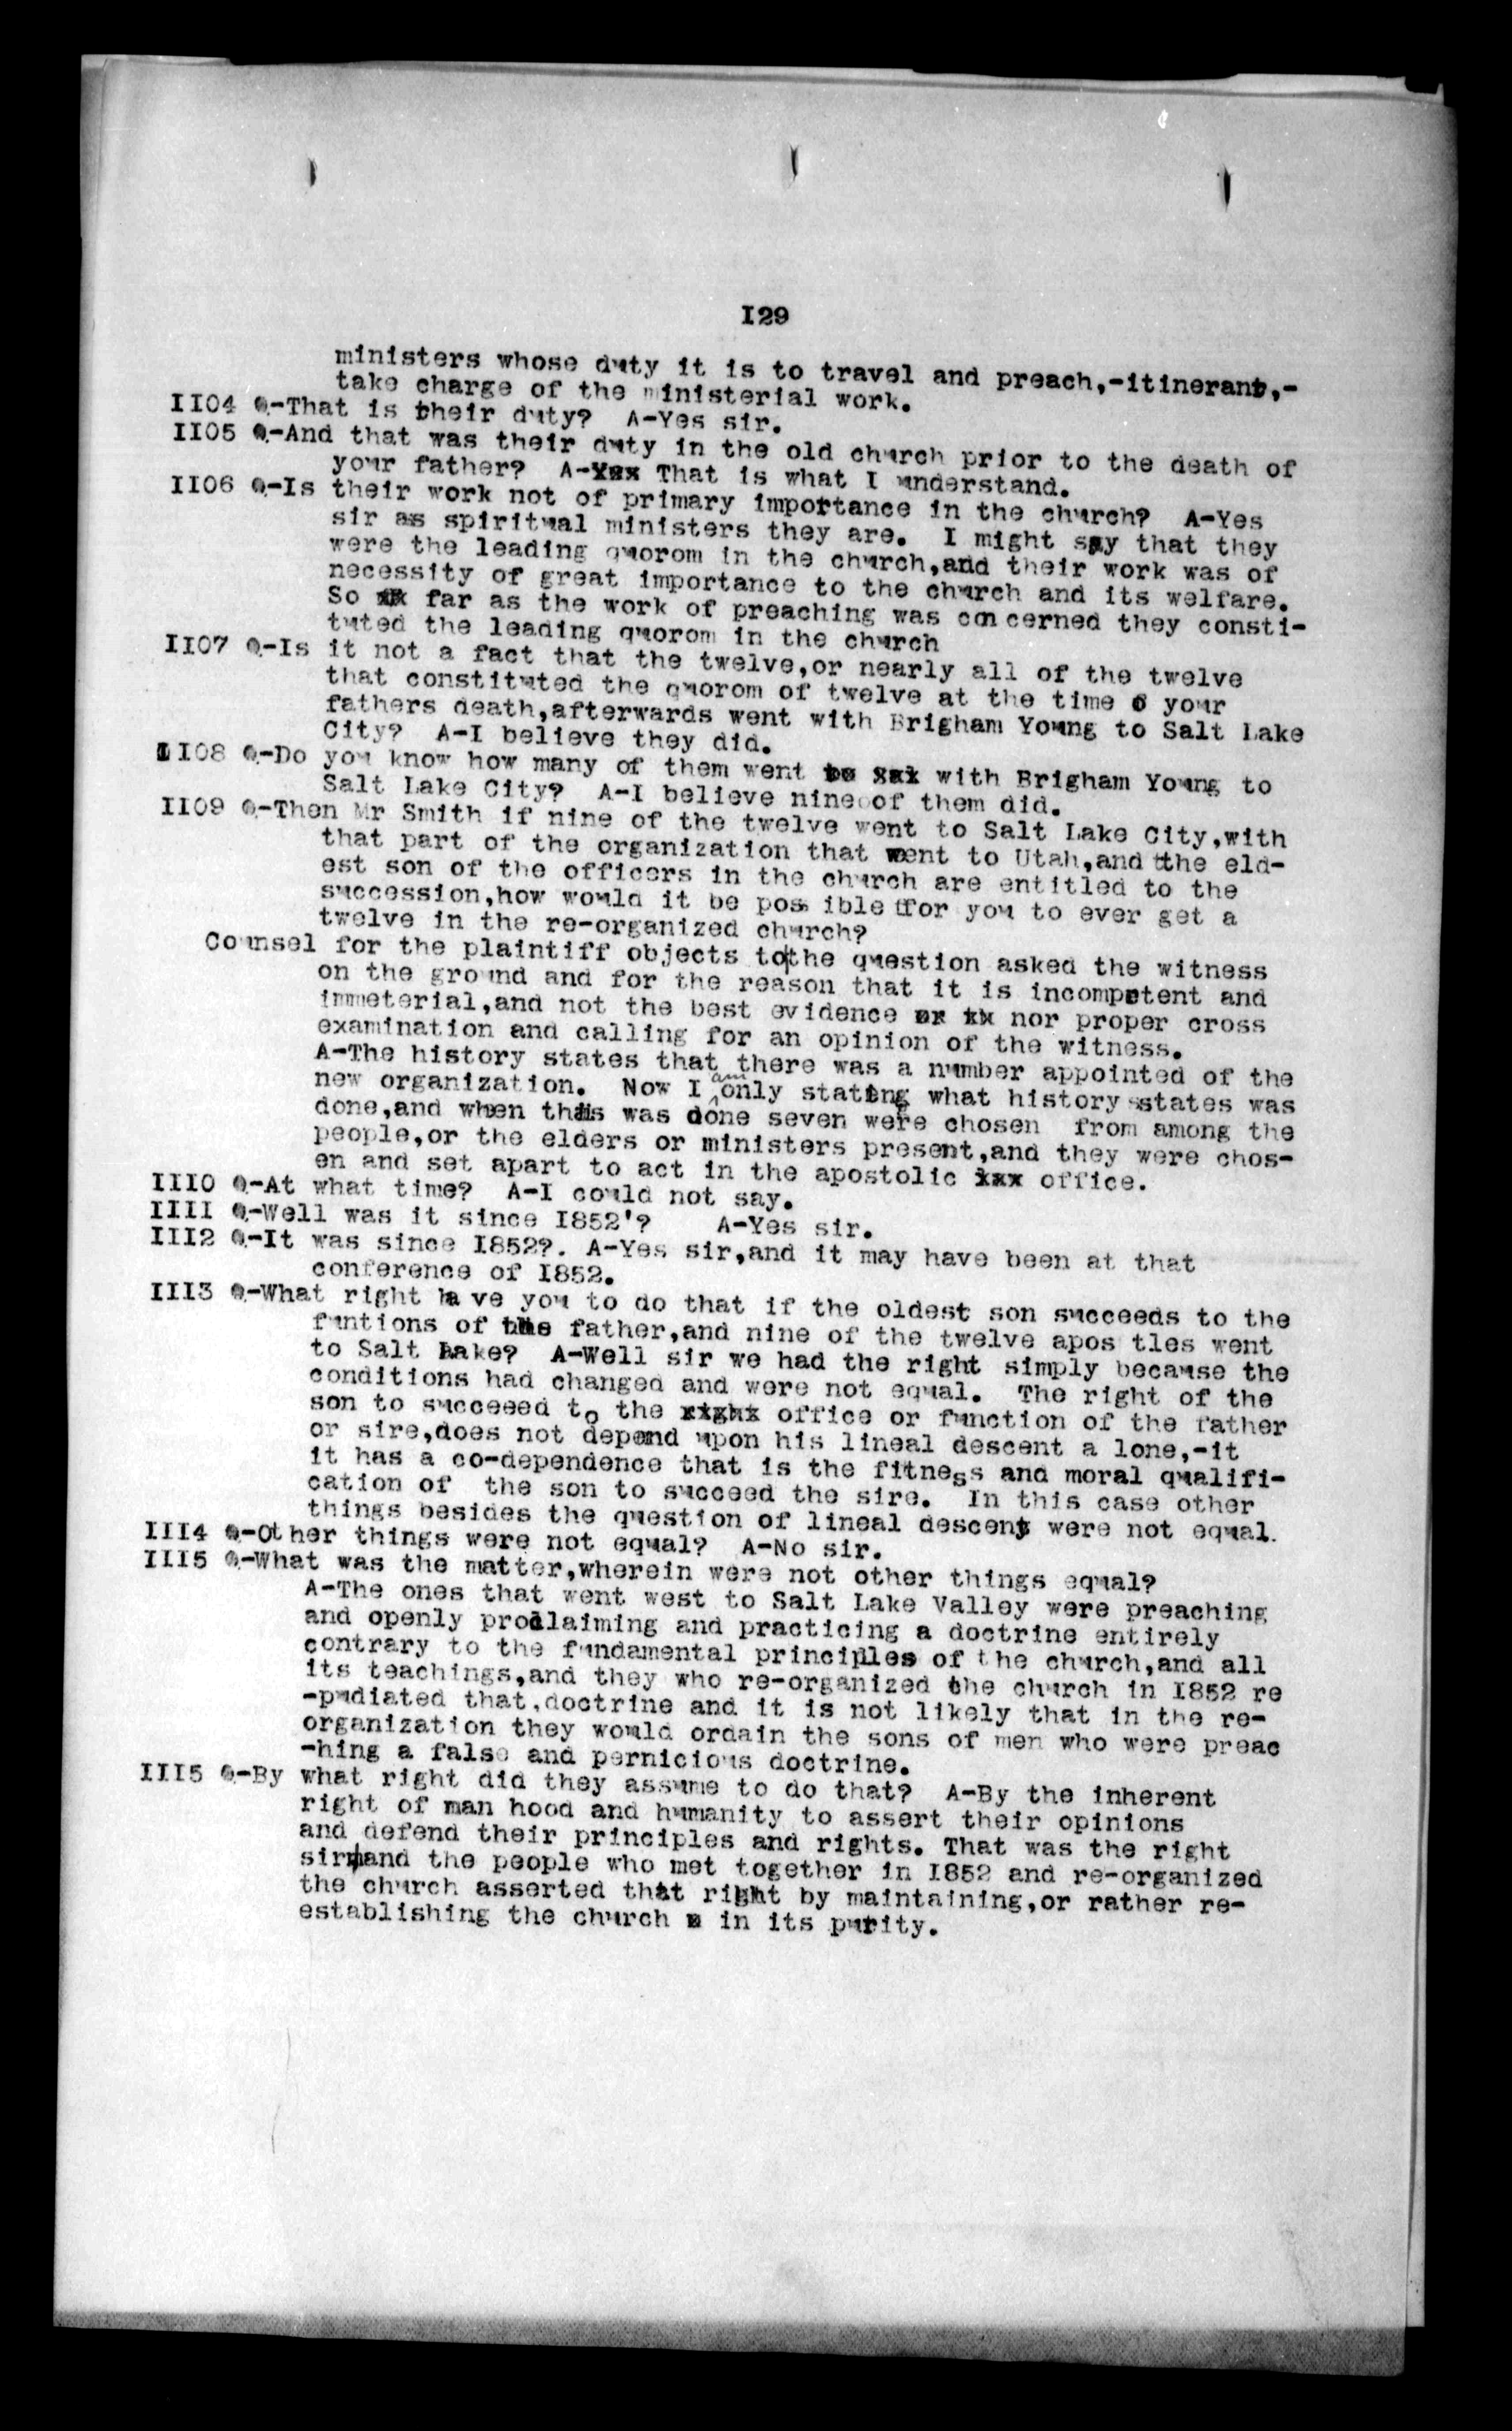 I29
ministers whose duty it is to travel and preach,-itinerant,-
take charge of the ministerial work.
II04 Q-That is their duty? A-Yes sir.
II05 Q-And that was their duty in the old church prior to the death of
your father? A-Yxx That is what I understand.
II06 Q-Is their work not of primary importance in the church? A-Yes
sir as spiritual ministers they are. I might say that they
were the leading quorom in the church,and their work was of
necessity of great importance to the church and its welfare.
So far as the work of preaching was con cerned they consti-
tuted the leading quorom in the church
II07 Q-Is it not a fact that the twelve,or nearly all of the twelve
that constituted the quorom of twelve at the time o your
fathers death,afterwards went with Brigham Young to Salt Lake
City? A-I believe they did.
II08 Q-Do you know how many of them went to Sax with Brigham Young to
Salt Lake City? A-I believe nine of them did.
II09 Q-Then Mr Smith if nine of the twelve went to Salt Lake City,with
that part of the organization that went to Utah,and the eld-
est son of the officers in the church are entitled to the
succession,how would it be pos ible for you to ever get a
twelve in the re-organized church?
Counsel for the plaintiff objects to the question asked the witness
on the ground and for the reason that it is incompetent and
immeterial,and not the best evidence nor proper cross
examination and calling for an opinion of the witness.
A-The history states that there was a number appointed of the
new organization. Now I am only stating what history states was
done,and when this was done seven were chosen from among the
people,or the elders or ministers present,and they were chos-
en and set apart to act in the apostolic xxx office.
III0 Q-At what time? A-I could not say.
IIII Q-Well was it since I852'? A-Yes sir.
III2 Q-It was since I852?. A-Yes sir,and it may have been at that
conference of I852.
III3 Q-What right ha ve you to do that if the oldest son succeeds to the
funtions of the father,and nine of the twelve apos tles went
to Salt Lake? A-Well sir we had the right simply because the
conditions had changed and were not equal. The right of the
son to succeeed to the xxghx office or function of the father
or sire,does not depend upon his lineal descent a lone,-it
it has a co-dependence that is the fitness and moral qualifi-
cation of the son to succeed the sire. In this case other
things besides the question of lineal descent were not equal.
III4 Q-Other things were not equal? A-No sir.
III5 Q-What was the matter,wherein were not other things equal?
A-The ones that went west to Salt Lake Valley were preaching
and openly proclaiming and practicing a doctrine entirely
contrary to the fundamental principles of the church,and all
its teachings,and they who re-organized the church in I852 re
-pudiated that.doctrine and it is not likely that in the re-
organization they would ordain the sons of men who were preac
-hing a false and pernicious doctrine.
III5 Q-By what right did they assume to do that? A-By the inherent
right of man hood and humanity to assert their opinions
and defend their principles and rights. That was the right
sir and the people who met together in I852 and re-organized
the church asserted that right by maintaining,or rather re-
establishing the church in its purity.